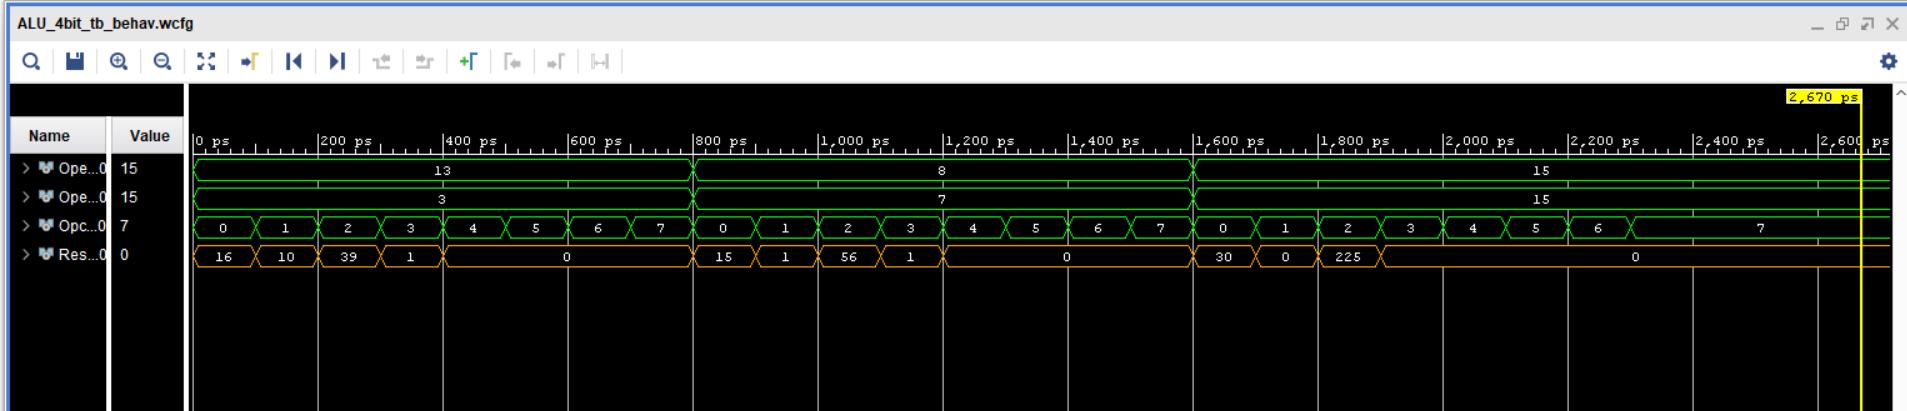 ALU_4bit_tb_behav.wcfg
2,670 ps
Name Value
0 ps 200 ps 400 ps 600 ps 800 ps 1,000 ps 1,200 ps 1,400 ps 1,600 ps 1,800 ps 2,000 ps 2,200 ps 2,400 ps 2,600 ps
Ope...0 15 13 8 15
Ope...0 15 3 7 15
Opc...0 7 0 1 2 3 4 5 6 7 0 1 2 3 4 5 6 7 0 1 2 3 4 5 6 7
Res...0 0 16 10 39 1 0 15 1 56 1 0 30 0 225 0